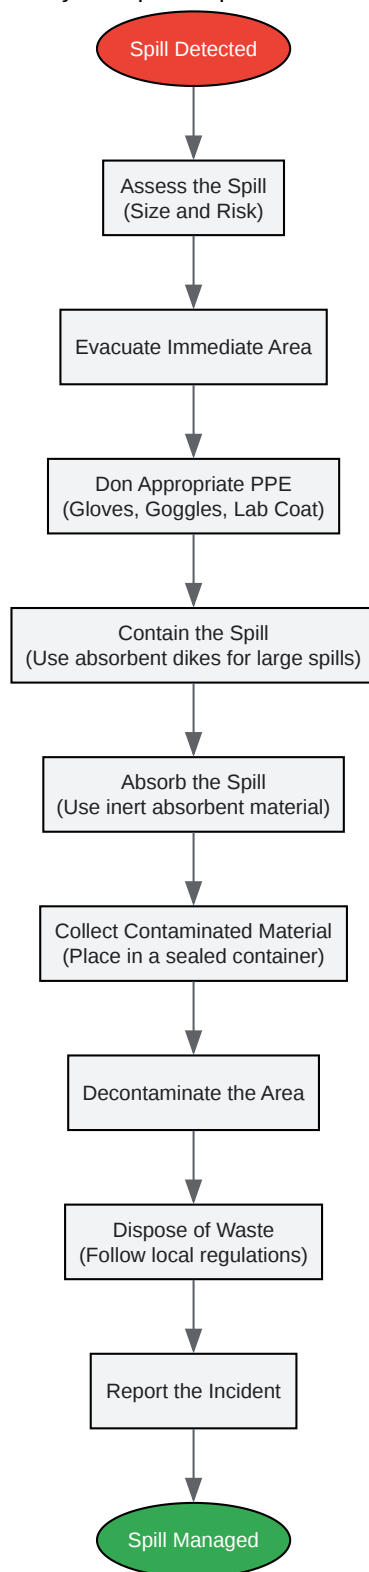 Spill Detected
Assess the Spill
(Size and Risk)
Evacuate Immediate Area
Don Appropriate PPE
(Gloves, Goggles, Lab Coat)
Contain the Spill
(Use absorbent dikes for large spills)
Absorb the Spill
(Use inert absorbent material)
Collect Contaminated Material
(Place in a sealed container)
Decontaminate the Area
Dispose of Waste
(Follow local regulations)
Report the Incident
Spill Managed